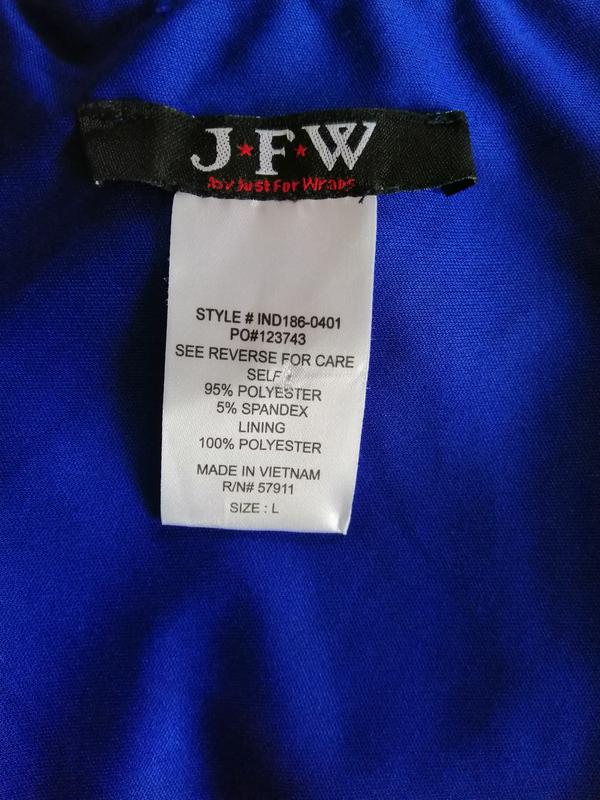 J★F★W
by Just For Wraps
STYLE # IND186-0401
PO#123743
SEE REVERSE FOR CARE
SELF
95% POLYESTER
5% SPANDEX
LINING
100% POLYESTER
MADE IN VIETNAM
R/N# 57911
SIZE : L